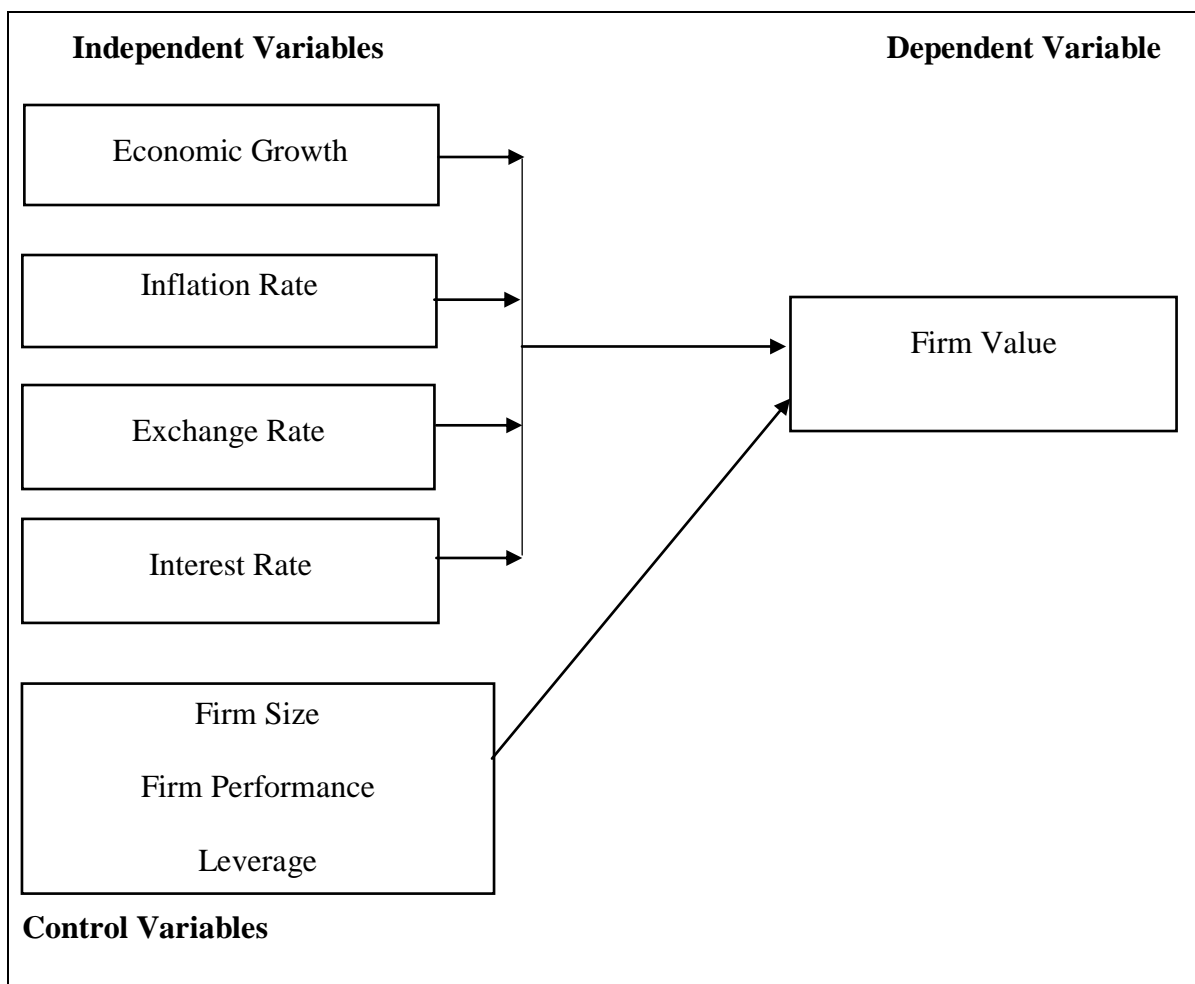 Independent Variables
Dependent Variable
Economic Growth
Inflation Rate
Firm Value
Exchange Rate
Interest Rate
Firm Size
Firm Performance
Leverage
Control Variables